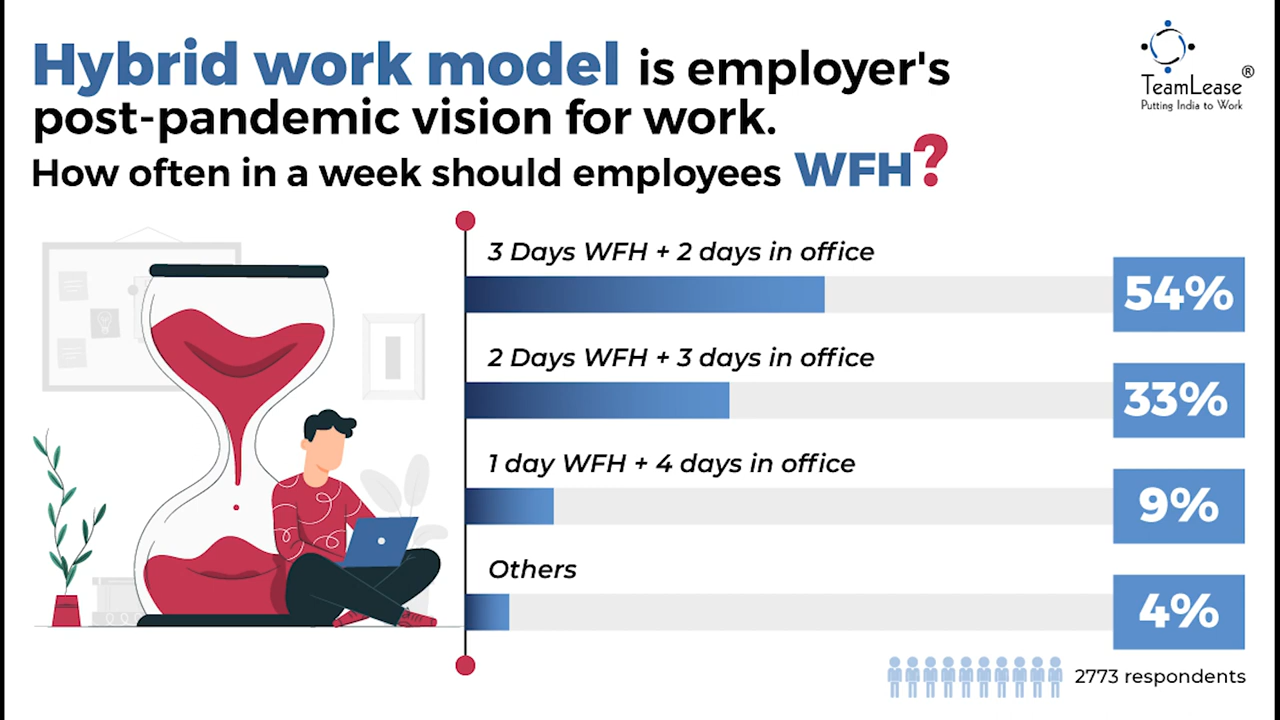 Hybrid work model is employer's
post-pandemic vision for work.
How often in a week should employees WFH?
TeamLease®
Putting India to Work
3 Days WFH + 2 days in office
54%
2 Days WFH + 3 days in office
33%
1 day WFH + 4 days in office
9%
Others
4%
2773 respondents